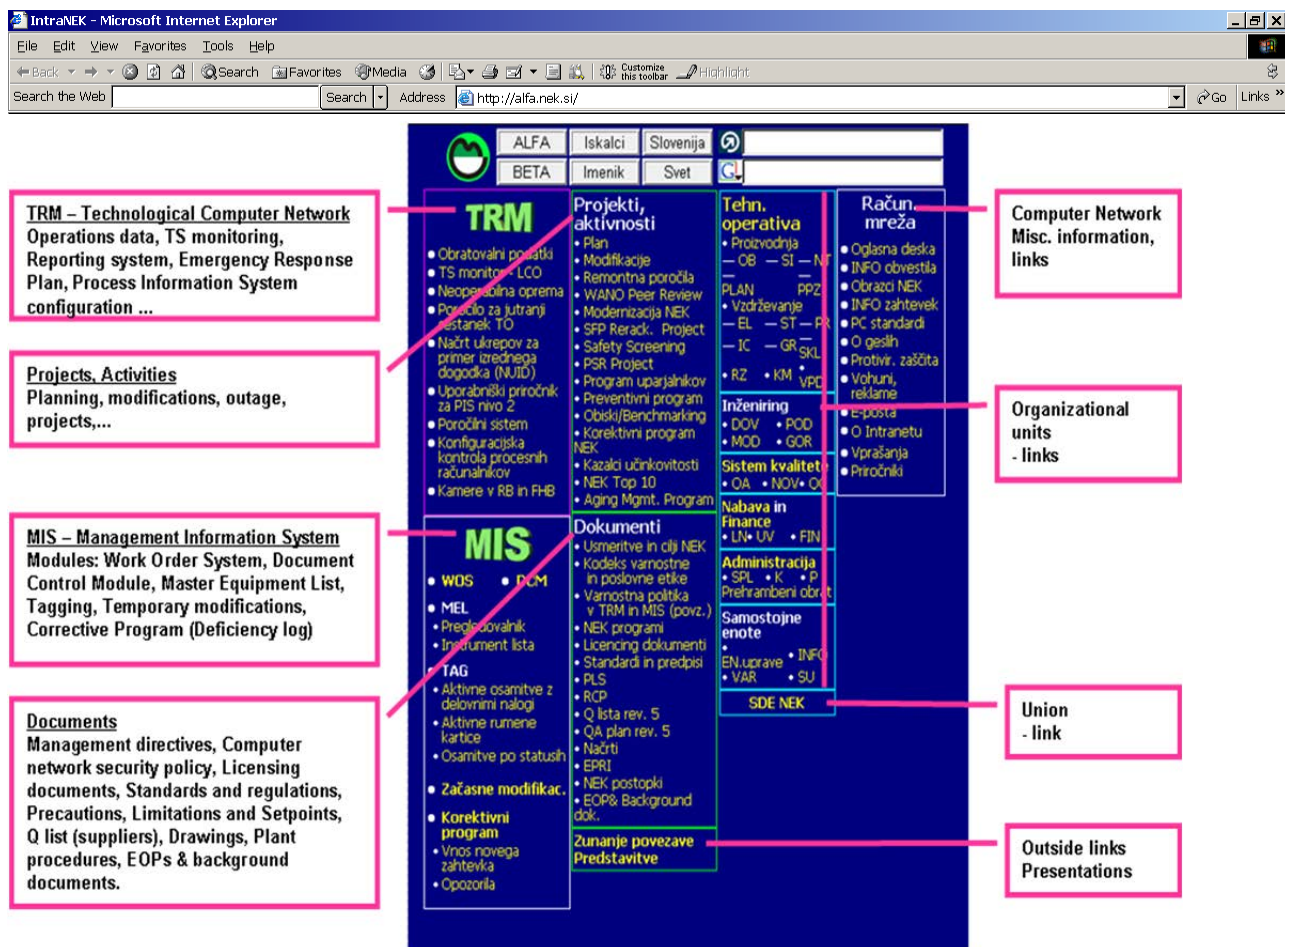 IntraNEK - Microsoft Internet Explorer
File Edit View Favorites Tools Help
Back Search Favorites Media Customize this toolbar Highlight
Search the Web Search Address http://alfa.nek.si/ Go Links »
ALFA Iskalci Slovenija
BETA Imenik Svet
TRM – Technological Computer Network
Operations data, TS monitoring,
Reporting system, Emergency Response
Plan, Process Information System
configuration ...
Projects, Activities
Planning, modifications, outage,
projects,...
MIS – Management Information System
Modules: Work Order System, Document
Control Module, Master Equipment List,
Tagging, Temporary modifications,
Corrective Program (Deficiency log)
Documents
Management directives, Computer
network security policy, Licensing
documents, Standards and regulations,
Precautions, Limitations and Setpoints,
Q list (suppliers), Drawings, Plant
procedures, EOPs & background
documents.
TRM
• Obratovalni podatki
• TS monitor - LCO
• Neoperabilna oprema
• Poročilo za jutranji
sestanek TO
• Načrt ukrepov za
primer izrednega
dogodka (NUID)
• Uporabniški priročnik
za PIS nivo 2
• Poročilni sistem
• Konfiguracijska
kontrola procesnih
računalnikov
• Kamere v RB in FHB
MIS
• WOS • DCM
• MEL
• Pregledovalnik
• Instrument lista
• TAG
• Aktivne osamitve z
delovnimi nalogi
• Aktivne rumene
kartice
• Osamitve po statusih
• Začasne modifikac.
• Korektivni
program
• Vnos novega
zahtevka
• Opozorila
Projekti,
aktivnosti
• Plan
• Modifikacije
• Remontna poročila
• WANO Peer Review
• Modernizacija NEK
• SFP Rerack. Project
• Safety Screening
• PSR Project
• Program uparjalnikov
• Preventivni program
• Obiski/Benchmarking
• Korektivni program
NEK
• Kazalci učinkovitosti
• NEK Top 10
• Aging Mgmt. Program
Dokumenti
• Usmeritve in cilji NEK
• Kodeks varnostne
in poslovne etike
• Varnostna politika
v TRM in MIS (povz.)
• NEK programi
• Licencing dokumenti
• Standardi in predpisi
• PLS
• RCP
• Q lista rev. 5
• QA plan rev. 5
• Načrti
• EPRI
• NEK postopki
• EOP& Background
dok.
Zunanje povezave
Predstavitve
Tehn.
operativa
• Proizvodnja
— OB — SI — NT
—
—
PLAN PPZ
• Vzdrževanje
— EL — ST — PR
— IC — GR — SKL
• RZ • KM • VPD
Inženiring
• DOV • POD
• MOD • GOR
Sistem kvalitete
• QA • NOV • QC
Nabava in
Finance
• LN • UV • FIN
Administracija
• SPL • K • P
Prehrambeni obrat
Samostojne
enote
• EN.uprave • INFO
• VAR • SU
SDE NEK
Račun.
mreža
• Oglasna deska
• INFO obvestila
• Obrazci NEK
• INFO zahtevek
• PC standardi
• O geslih
• Protivir. zaščita
• Vohuni,
reklame
• E-pošta
• O Intranetu
• Vprašanja
• Priročniki
Computer Network
Misc. information,
links
Organizational
units
- links
Union
- link
Outside links
Presentations